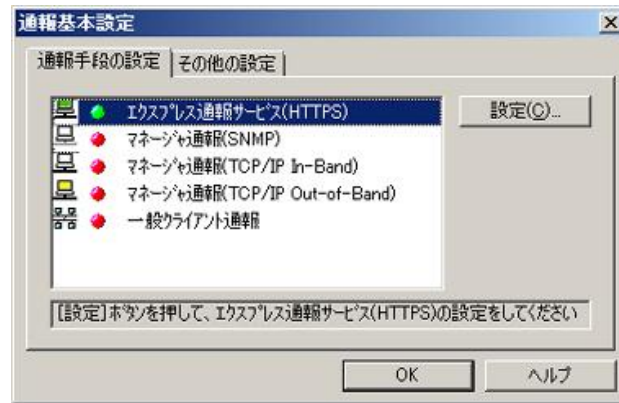 通報基本設定
通報手段の設定
その他の設定
エクスプレス通報サービス(HTTPS)
設定(C)...
マネージャ通報(SNMP)
マネージャ通報(TCP/IP In-Band)
マネージャ通報(TCP/IP Out-of-Band)
一般クライアント通報
[設定]ボタンを押して、エクスプレス通報サービス(HTTPS)の設定をしてください
OK
ヘルプ